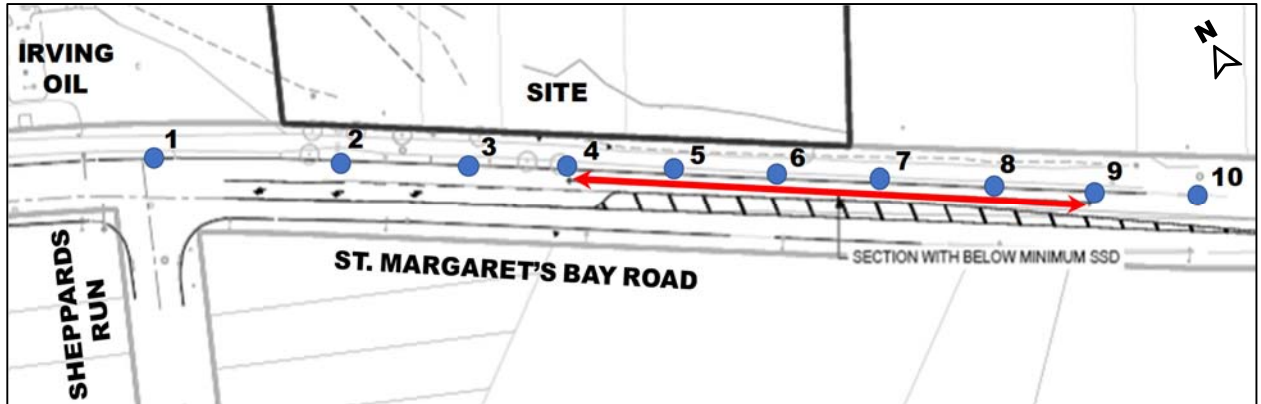 IRVING
OIL
SITE
N
1
2
3
4
5
6
7
8
9
10
SECTION WITH BELOW MINIMUM SSD
ST. MARGARET'S BAY ROAD
SHEPPARDS
RUN